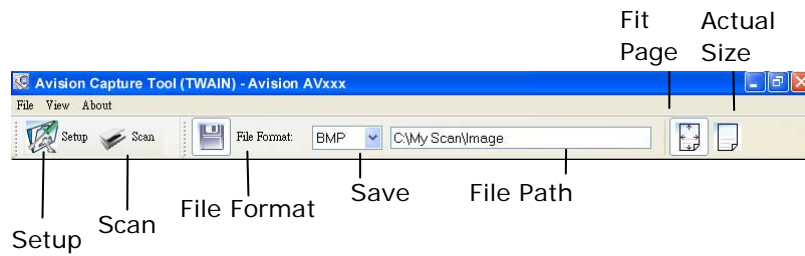 Fit Page
Actual Size
Avision Capture Tool (TWAIN) - Avision AVxxx
File View About
Setup Scan File Format: BMP C:\My Scan\Image
Setup
Scan
File Format
Save
File Path